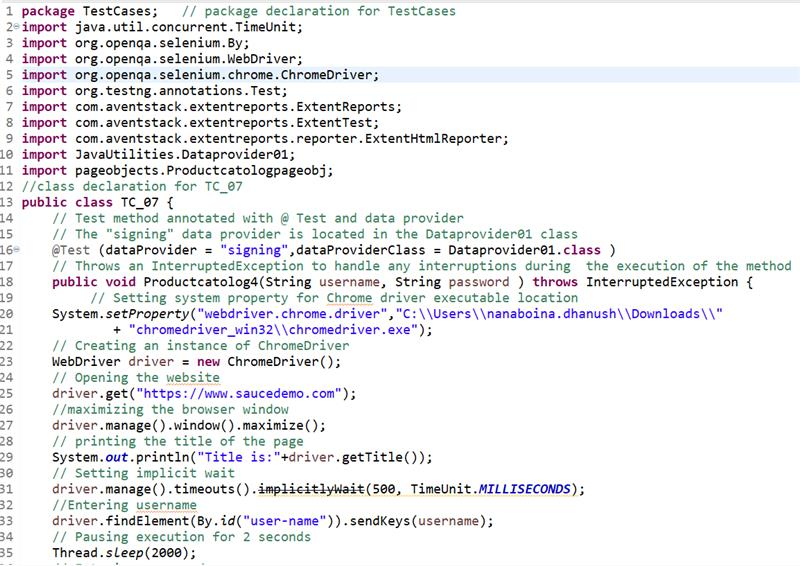 1 package TestCases;   // package declaration for TestCases
2 import java.util.concurrent.TimeUnit;
3 import org.openqa.selenium.By;
4 import org.openqa.selenium.WebDriver;
5 import org.openqa.selenium.chrome.ChromeDriver;
6 import org.testng.annotations.Test;
7 import com.aventstack.extentreports.ExtentReports;
8 import com.aventstack.extentreports.ExtentTest;
9 import com.aventstack.extentreports.reporter.ExtentHtmlReporter;
10 import JavaUtilities.Dataprovider01;
11 import pageobjects.Productcatologpageobj;
12 //class declaration for TC_07
13 public class TC_07 {
14     // Test method annotated with @ Test and data provider
15     // The "signing" data provider is located in the Dataprovider01 class
16     @Test (dataProvider = "signing",dataProviderClass = Dataprovider01.class )
17     // Throws an InterruptedException to handle any interruptions during  the execution of the method
18     public void Productcatolog4(String username, String password ) throws InterruptedException {
19          // Setting system property for Chrome driver executable location
20     System.setProperty("webdriver.chrome.driver","C:\\Users\\nanaboina.dhanush\\Downloads\\"
21             + "chromedriver_win32\\chromedriver.exe");
22     // Creating an instance of ChromeDriver
23     WebDriver driver = new ChromeDriver();
24     // Opening the website
25     driver.get("https://www.saucedemo.com");
26     //maximizing the browser window
27     driver.manage().window().maximize();
28     // printing the title of the page
29     System.out.println("Title is:"+driver.getTitle());
30     // Setting implicit wait
31     driver.manage().timeouts().implicitlyWait(500, TimeUnit.MILLISECONDS);
32     //Entering username
33     driver.findElement(By.id("user-name")).sendKeys(username);
34     // Pausing execution for 2 seconds
35     Thread.sleep(2000);